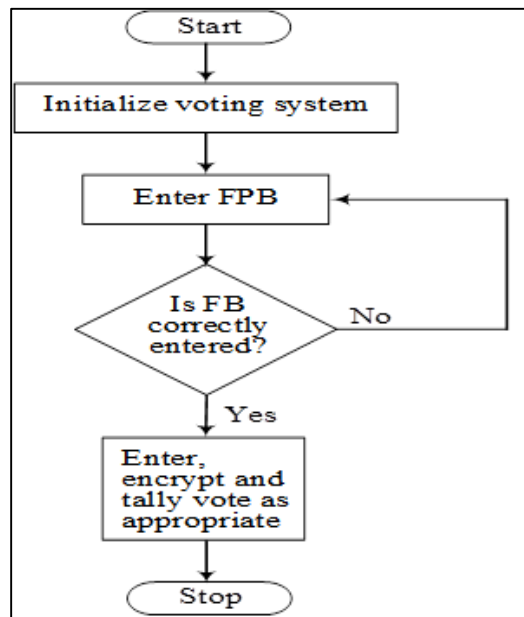 Start
Initialize voting system
Enter FPB
Is FB
correctly
entered?
No
Yes
Enter,
encrypt and
tally vote as
appropriate
Stop